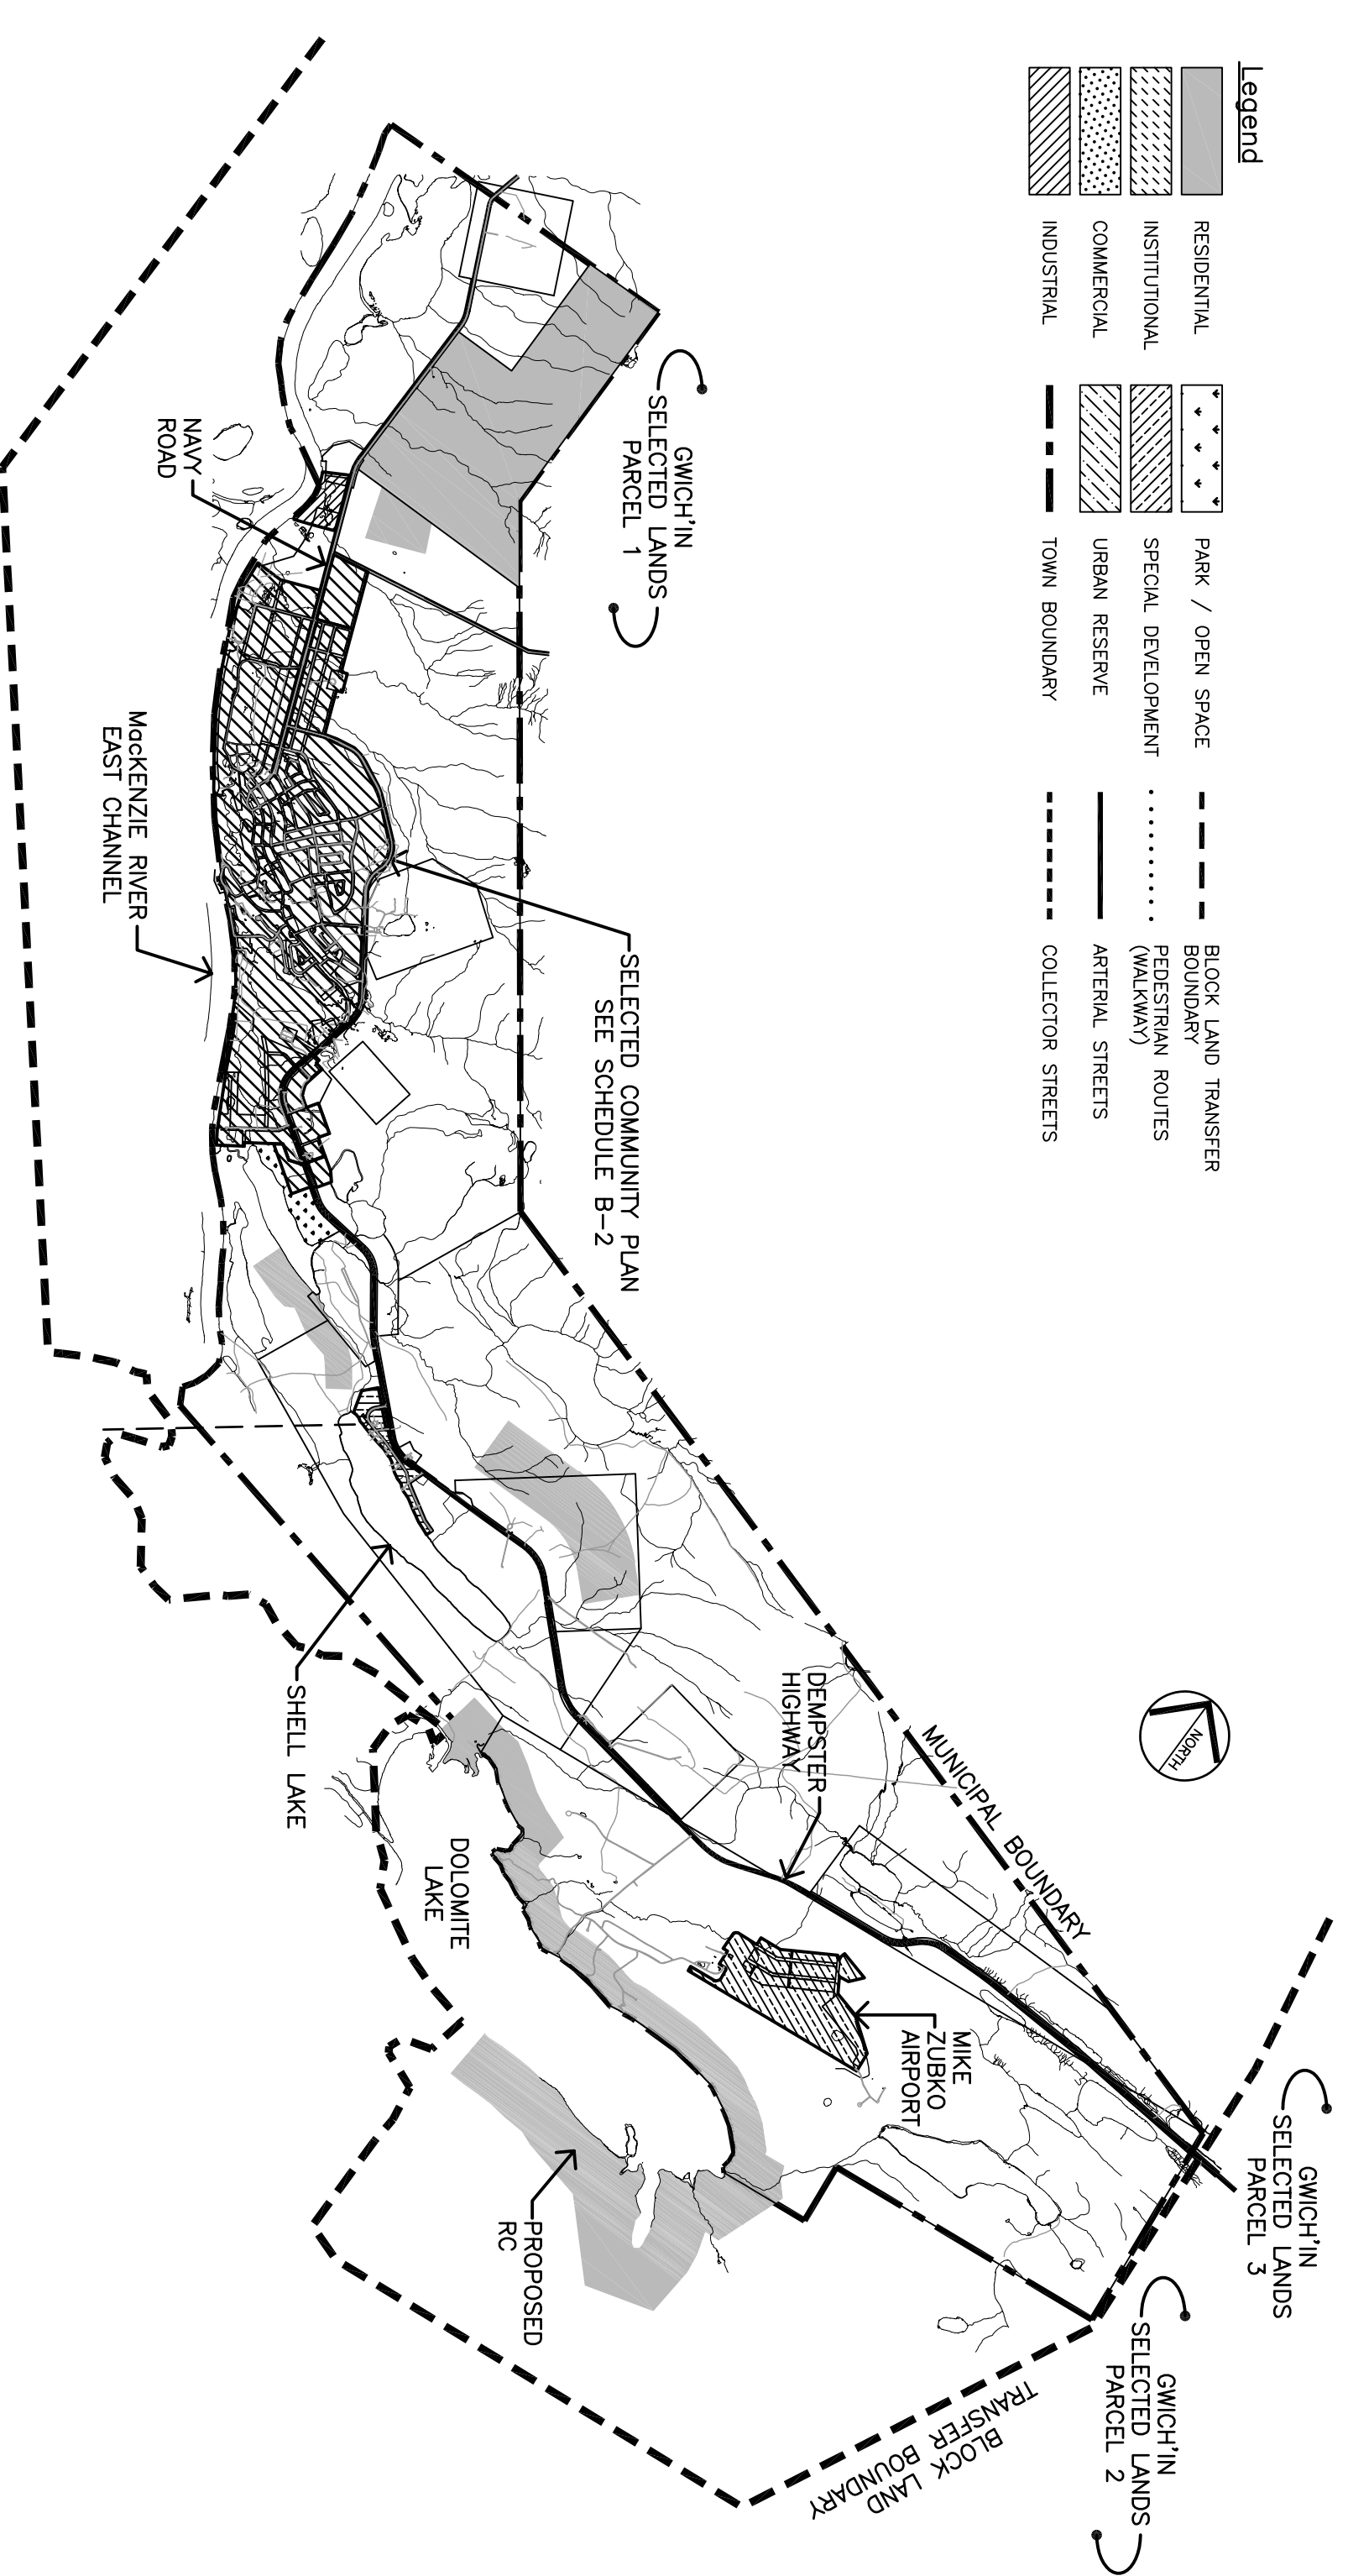 Legend
RESIDENTIAL
INSTITUTIONAL
COMMERCIAL
INDUSTRIAL
PARK / OPEN SPACE
SPECIAL DEVELOPMENT
URBAN RESERVE
TOWN BOUNDARY
BLOCK LAND TRANSFER
BOUNDARY
PEDESTRIAN ROUTES
(WALKWAY)
ARTERIAL STREETS
COLLECTOR STREETS
GWICH'IN
SELECTED LANDS
PARCEL 1
NAVY
ROAD
MacKENZIE RIVER
EAST CHANNEL
SELECTED COMMUNITY PLAN
SEE SCHEDULE B-2
NORTH
MUNICIPAL BOUNDARY
DEMPSTER
HIGHWAY
SHELL LAKE
DOLOMITE
LAKE
MIKE
ZUBKO
AIRPORT
PROPOSED
RC
GWICH'IN
SELECTED LANDS
PARCEL 3
GWICH'IN
SELECTED LANDS
PARCEL 2
BLOCK LAND
TRANSFER BOUNDARY